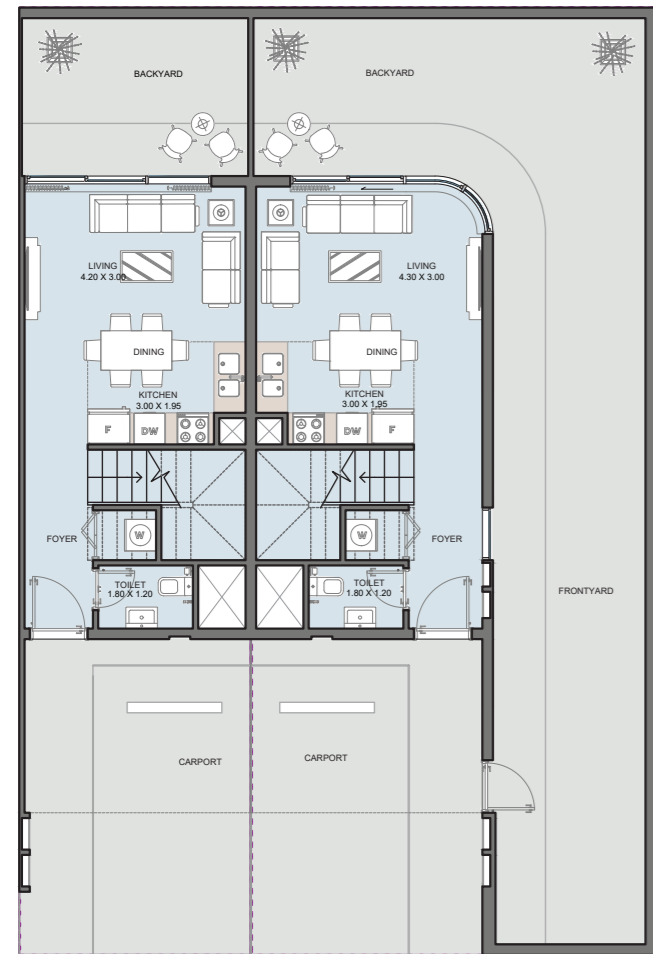 BACKYARD
BACKYARD
LIVING
4.20 X 3.00
LIVING
4.30 X 3.00
DINING
DINING
KITCHEN
3.00 X 1.95
KITCHEN
3.00 X 1.95
F
DW
DW
F
FOYER
W
W
FOYER
TOILET
1.80 X 1.20
TOILET
1.80 X 1.20
FRONTYARD
CARPORT
CARPORT